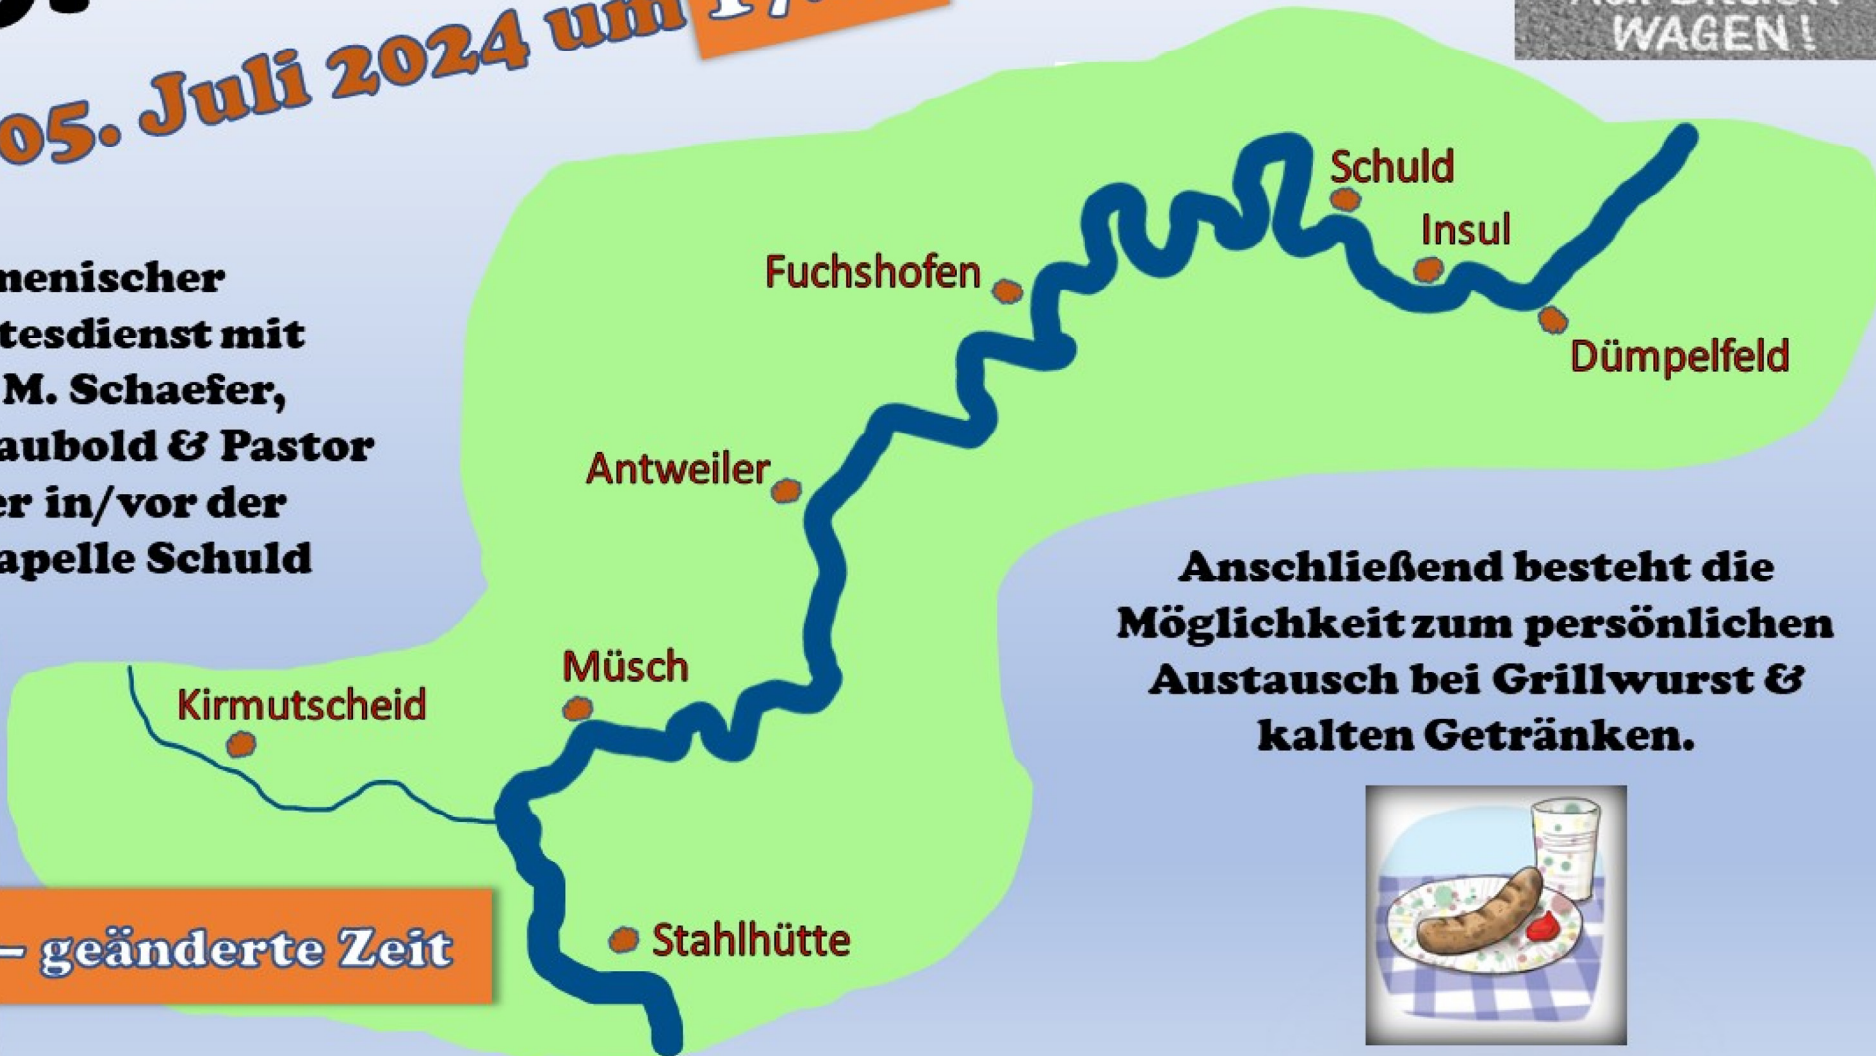 05. Juli 2024 um
WAGEN!
menischer
tesdienst mit
M. Schaefer,
aubold & Pastor
er in/vor der
apelle Schuld
Schuld
Insul
Fuchshofen
Dümpelfeld
Antweiler
Müsch
Kirmutscheid
Stahlhütte
Anschließend besteht die
Möglichkeit zum persönlichen
Austausch bei Grillwurst &
kalten Getränken.
– geänderte Zeit